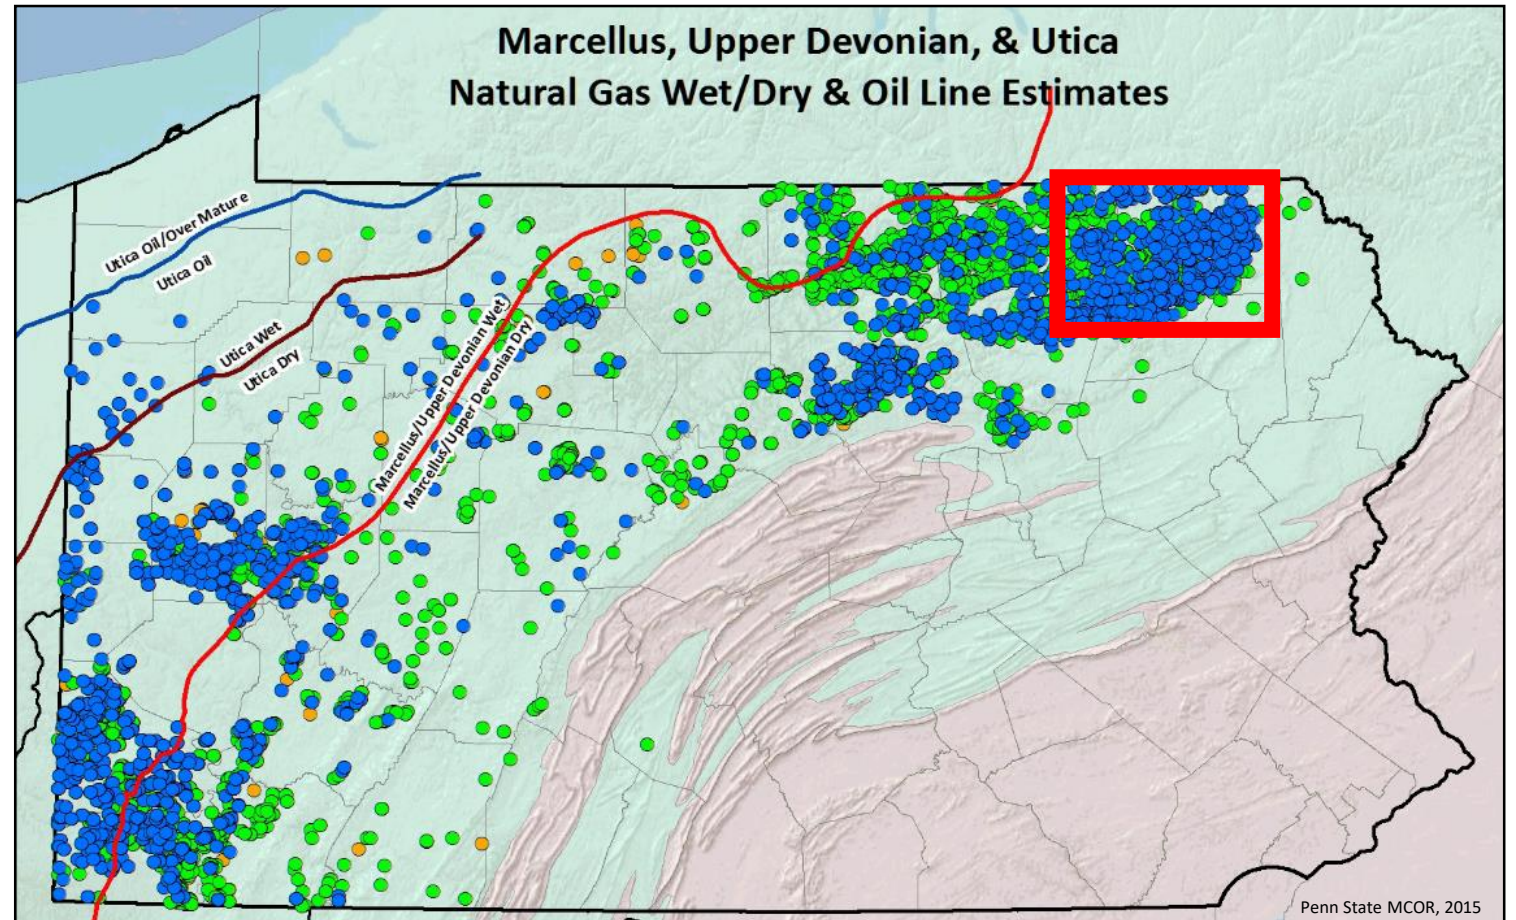 Marcellus, Upper Devonian, & Utica
Natural Gas Wet/Dry & Oil Line Estimates
Utica Oil/Over Mature
Utica Oil
Utica Wet
Utica Dry
Marcellus/Upper Devonian Wet)
Marcellus/Upper Devonian Dry)
Penn State MCOR, 2015